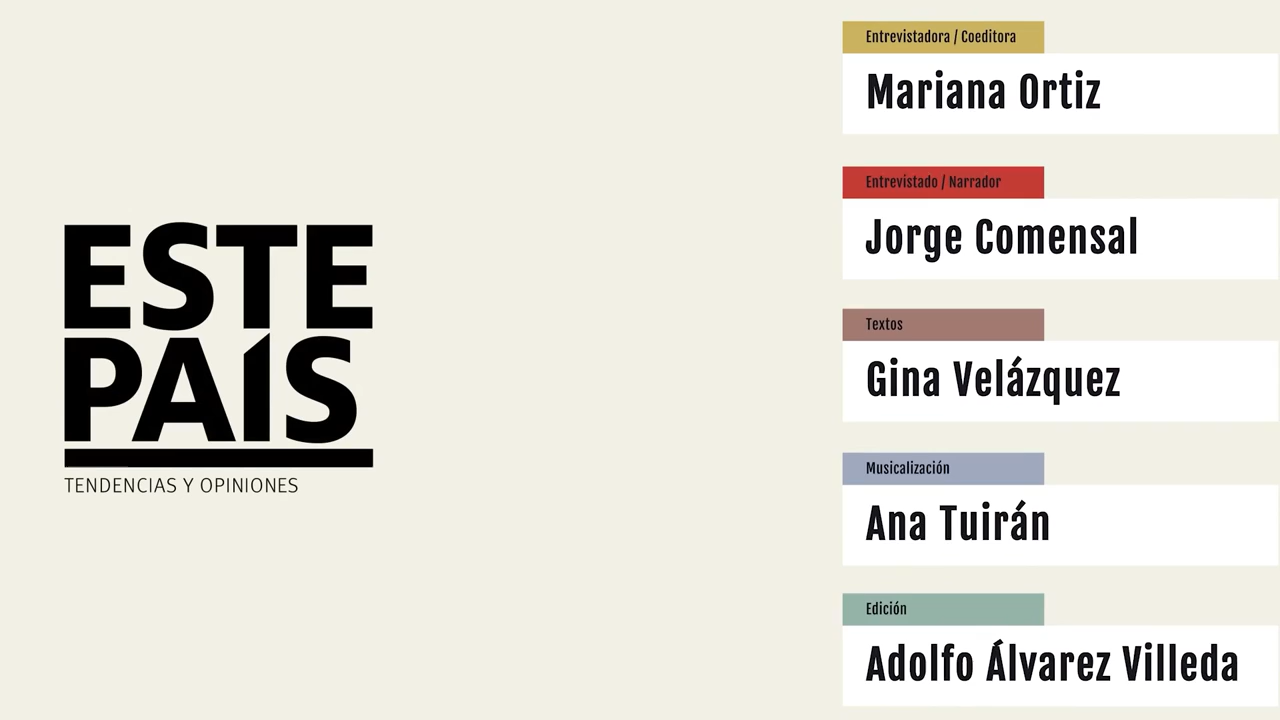 ESTE
PAÍS
TENDENCIAS Y OPINIONES
Entrevistadora / Coeditora
Mariana Ortiz
Entrevistado / Narrador
Jorge Comensal
Textos
Gina Velázquez
Musicalización
Ana Tuirán
Edición
Adolfo Álvarez Villeda